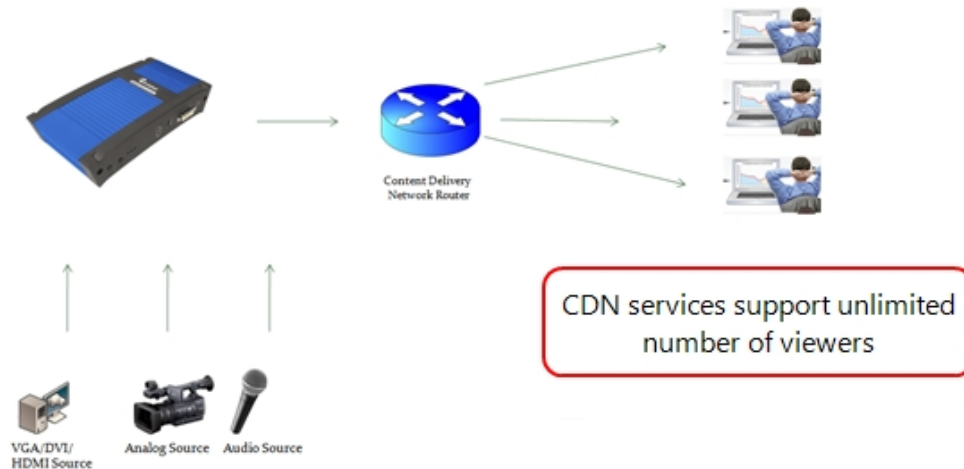 Content Delivery
Network Router
CDN services support unlimited
number of viewers
VGA/DVI/
HDMI Source
Analog Source
Audio Source